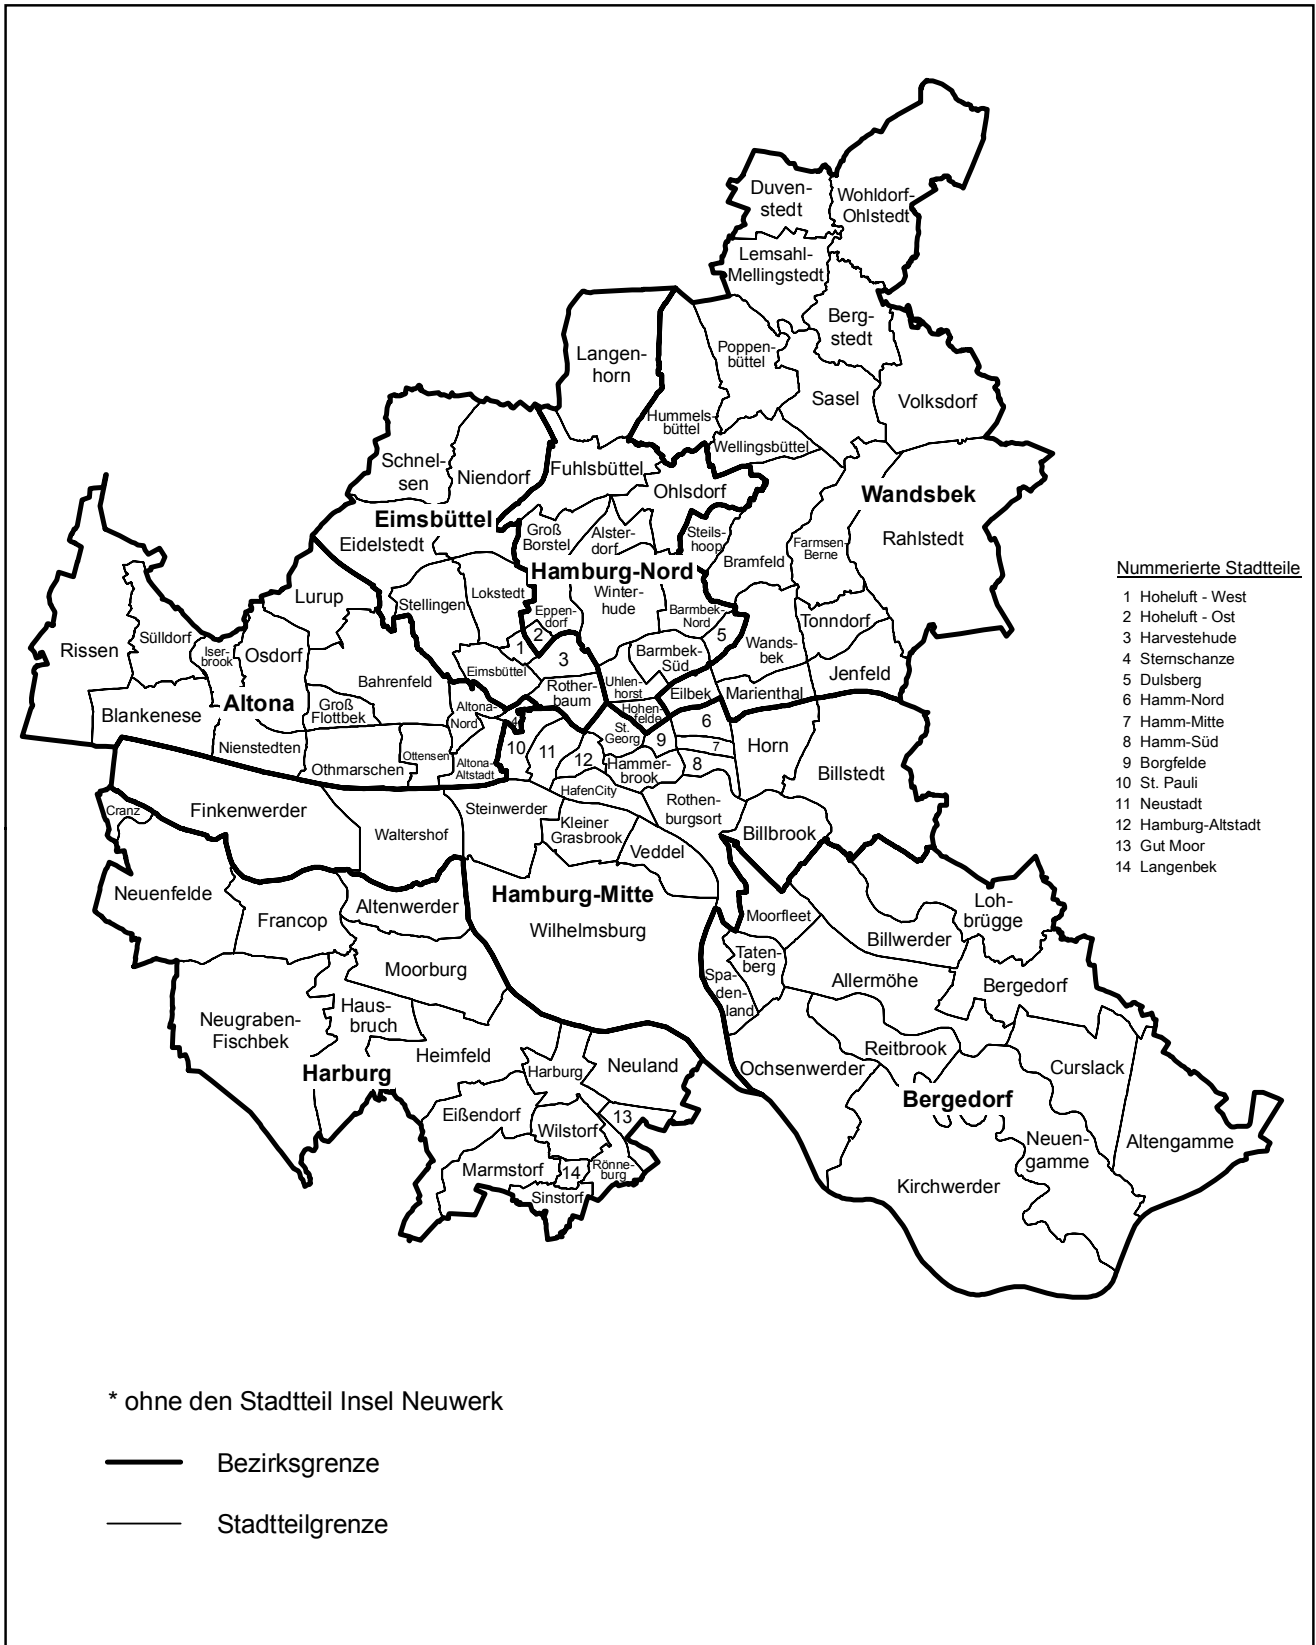 Duven-
stedt
Wohldorf-
Ohlstedt
Lemsahl-
Mellingstedt
Berg-
stedt
Poppen-
büttel
Langen-
horn
Sasel
Volksdorf
Hummels-
büttel
Wellingsbüttel
Schnel-
sen
Niendorf
Fuhlsbüttel
Ohlsdorf
Wandsbek
Eimsbüttel
Eidelstedt
Groß
Borstel
Alster-
dorf
Steils-
hoop
Farmsen-
Berne
Rahlstedt
Bramfeld
Hamburg-Nord
Winter-
hude
Lurup
Stellingen
Lokstedt
Eppen-
dorf
Barmbek-
Nord
Tonndorf
Rissen
Sülldorf
Iser-
brook
Osdorf
2
1
3
5
Barmbek-
Süd
Wands-
bek
Jenfeld
Bahrenfeld
Eimsbüttel
Rother-
baum
Uhlen-
horst
Eilbek
Marienthal
Blankenese
Altona
Groß
Flottbek
Altona-
Nord
4
Hohen-
felde
St.
Georg
6
Nienstedten
Othmarschen
Ottensen
Altona-
Altstadt
10
11
12
9
7
8
Hammer-
brook
Horn
Billstedt
HafenCity
Cranz
Finkenwerder
Waltershof
Steinwerder
Kleiner
Grasbrook
Rothen-
burgsort
Veddel
Billbrook
Neuenfelde
Francop
Altenwerder
Hamburg-Mitte
Wilhelmsburg
Moorfleet
Loh-
brügge
Billwerder
Moorburg
Taten-
berg
Spa-
den-
land
Allermöhe
Bergedorf
Neugraben-
Fischbek
Haus-
bruch
Heimfeld
Harburg
Harburg
Neuland
Ochsenwerder
Reitbrook
Curslack
Bergedorf
Eißendorf
Wilstorf
13
Neuen-
gamme
Altengamme
Marmstorf
14
Rönne-
burg
Sinstorf
Kirchwerder
Nummerierte Stadtteile
1 Hoheluft - West
2 Hoheluft - Ost
3 Harvestehude
4 Sternschanze
5 Dulsberg
6 Hamm-Nord
7 Hamm-Mitte
8 Hamm-Süd
9 Borgfelde
10 St. Pauli
11 Neustadt
12 Hamburg-Altstadt
13 Gut Moor
14 Langenbek
* ohne den Stadtteil Insel Neuwerk
Bezirksgrenze
Stadtteilgrenze